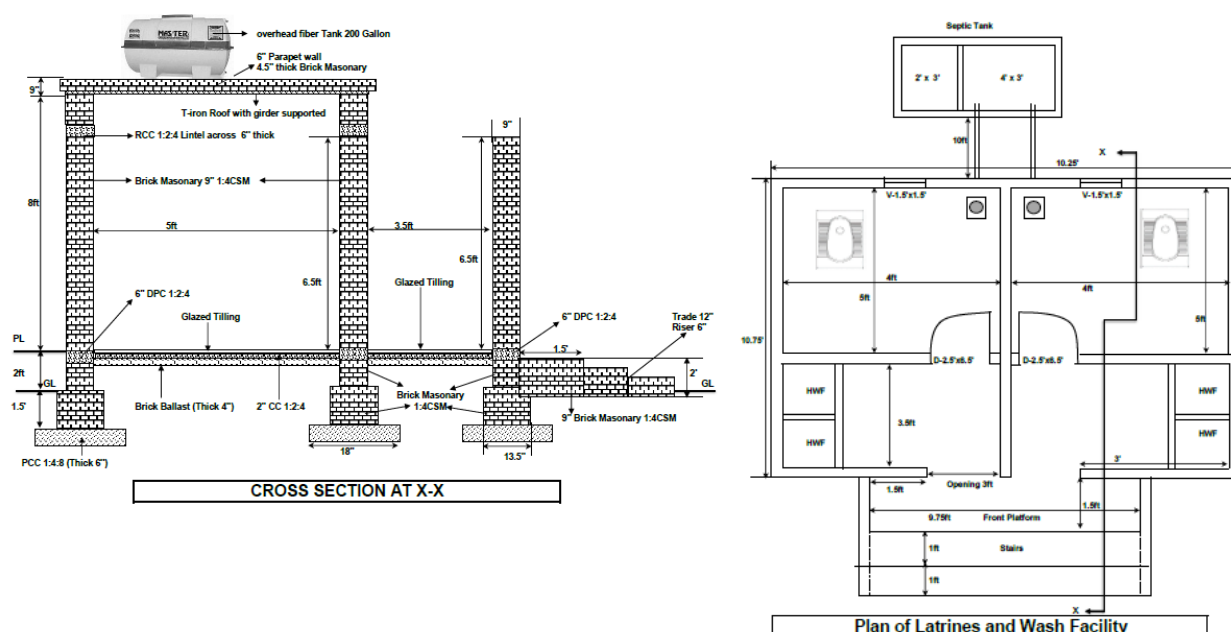 MASTER
overhead fiber Tank 200 Gallon
6" Parapet wall
4.5" thick Brick Masonary
9"
T-iron Roof with girder supported
RCC 1:2:4 Lintel across 6" thick
9"
Brick Masonry 9" 1:4CSM
8ft
5ft
3.5ft
6.5ft
6.5ft
Glazed Tilling
6" DPC 1:2:4
Glazed Tilling
6" DPC 1:2:4
Trade 12"
Riser 6"
PL
1.5'
2ft
GL
2'
GL
1.5'
Brick Ballast (Thick 4")
2" CC 1:2:4
Brick Masonry
1:4CSM
9" Brick Masonry 1:4CSM
PCC 1:4:8 (Thick 6")
18"
13.5"
CROSS SECTION AT X-X
Septic Tank
2' x 3'
4' x 3'
10ft
X
10.25'
V-1.5'x1.5'
V-1.5'x1.5'
4ft
4ft
5ft
5ft
10.75'
D-2.5'x6.5'
D-2.5'x6.5'
HWF
HWF
HWF
HWF
3.5ft
3'
1.5ft
Opening 3ft
1.5ft
9.75ft
Front Platform
1ft
Stairs
1ft
X
Plan of Latrines and Wash Facility